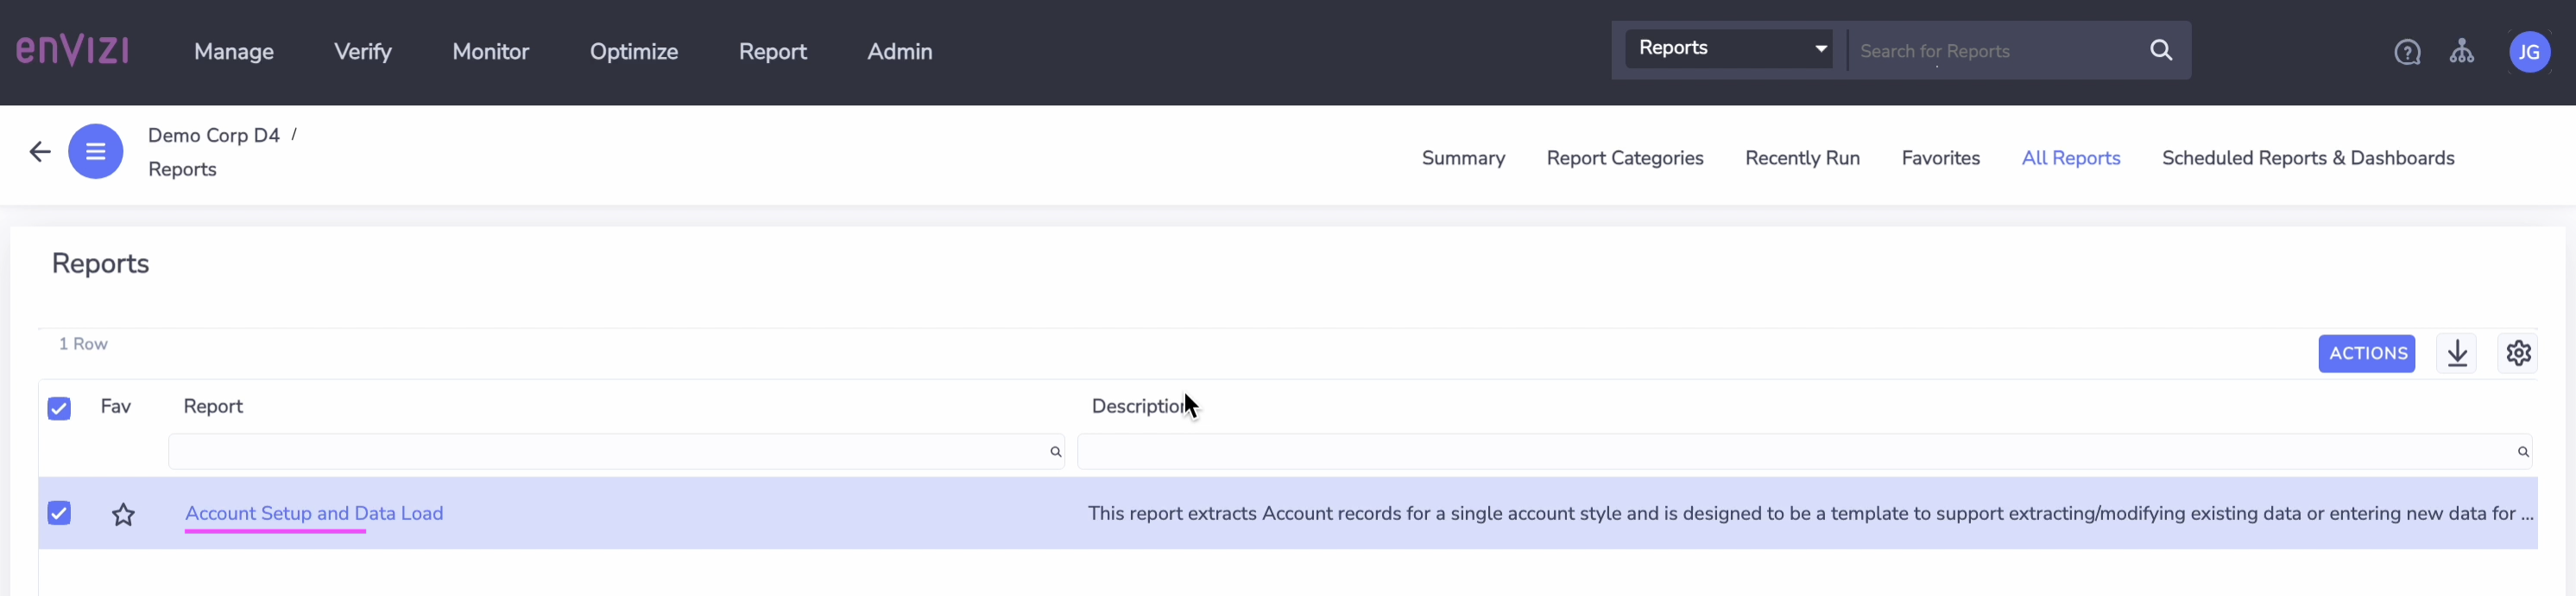 enVIZI Manage Verify Monitor Optimize Report Admin Reports Search for Reports ? JG
Demo Corp D4 /
Reports
Summary Report Categories Recently Run Favorites All Reports Scheduled Reports & Dashboards
Reports
1 Row ACTIONS
Fav Report Description
Account Setup and Data Load This report extracts Account records for a single account style and is designed to be a template to support extracting/modifying existing data or entering new data for ...